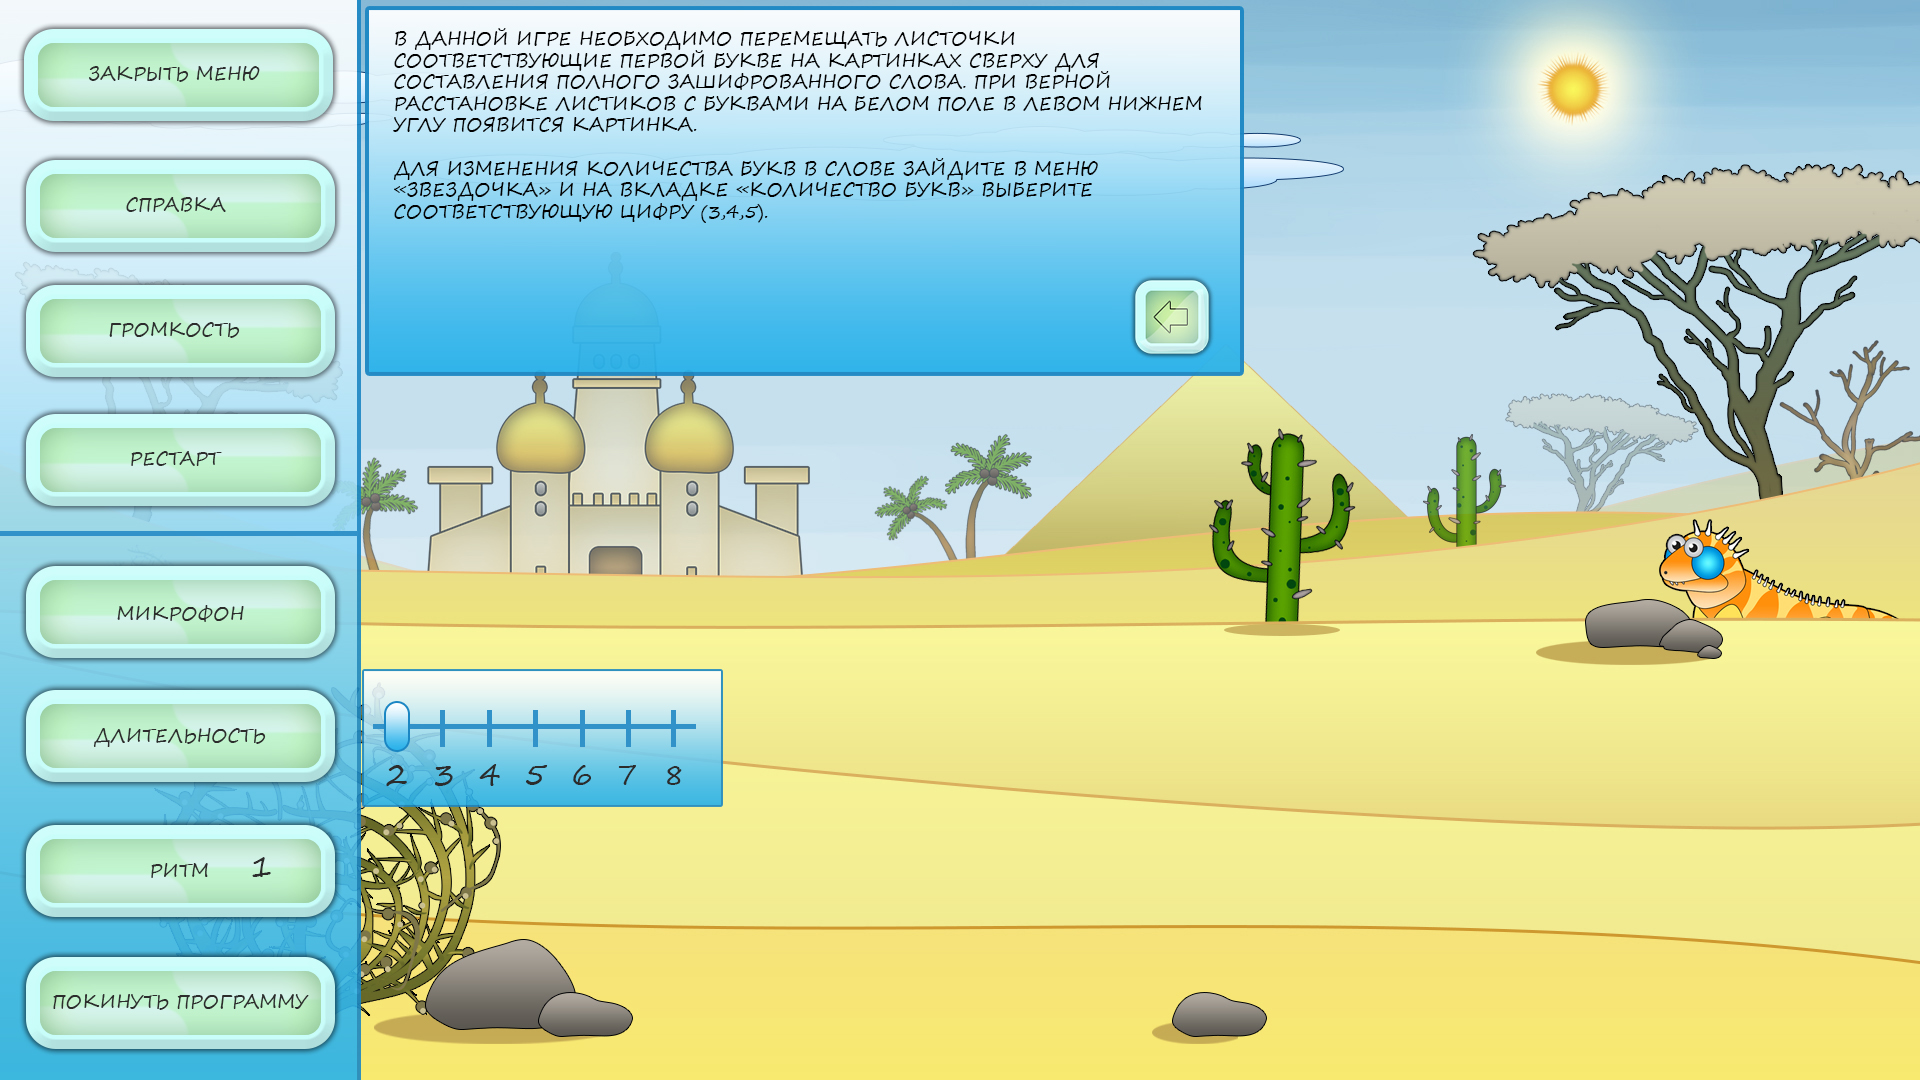 ЗАКРЫТЬ МЕНЮ
СПРАВКА
ГРОМКОСТЬ
РЕСТАРТ
МИКРОФОН
ДЛИТЕЛЬНОСТЬ
РИТМ 1
ПОКИНУТЬ ПРОГРАММУ
В ДАННОЙ ИГРЕ НЕОБХОДИМО ПЕРЕМЕЩАТЬ ЛИСТОЧКИ
СООТВЕТСТВУЮЩИЕ ПЕРВОЙ БУКВЕ НА КАРТИНКАХ СВЕРХУ ДЛЯ
СОСТАВЛЕНИЯ ПОЛНОГО ЗАШИФРОВАННОГО СЛОВА. ПРИ ВЕРНОЙ
РАССТАНОВКЕ ЛИСТИКОВ С БУКВАМИ НА БЕЛОМ ПОЛЕ В ЛЕВОМ НИЖНЕМ
УГЛУ ПОЯВИТСЯ КАРТИНКА.
ДЛЯ ИЗМЕНЕНИЯ КОЛИЧЕСТВА БУКВ В СЛОВЕ ЗАЙДИТЕ В МЕНЮ
«ЗВЕЗДОЧКА» И НА ВКЛАДКЕ «КОЛИЧЕСТВО БУКВ» ВЫБЕРИТЕ
СООТВЕТСТВУЮЩУЮ ЦИФРУ (3,4,5).
2 3 4 5 6 7 8